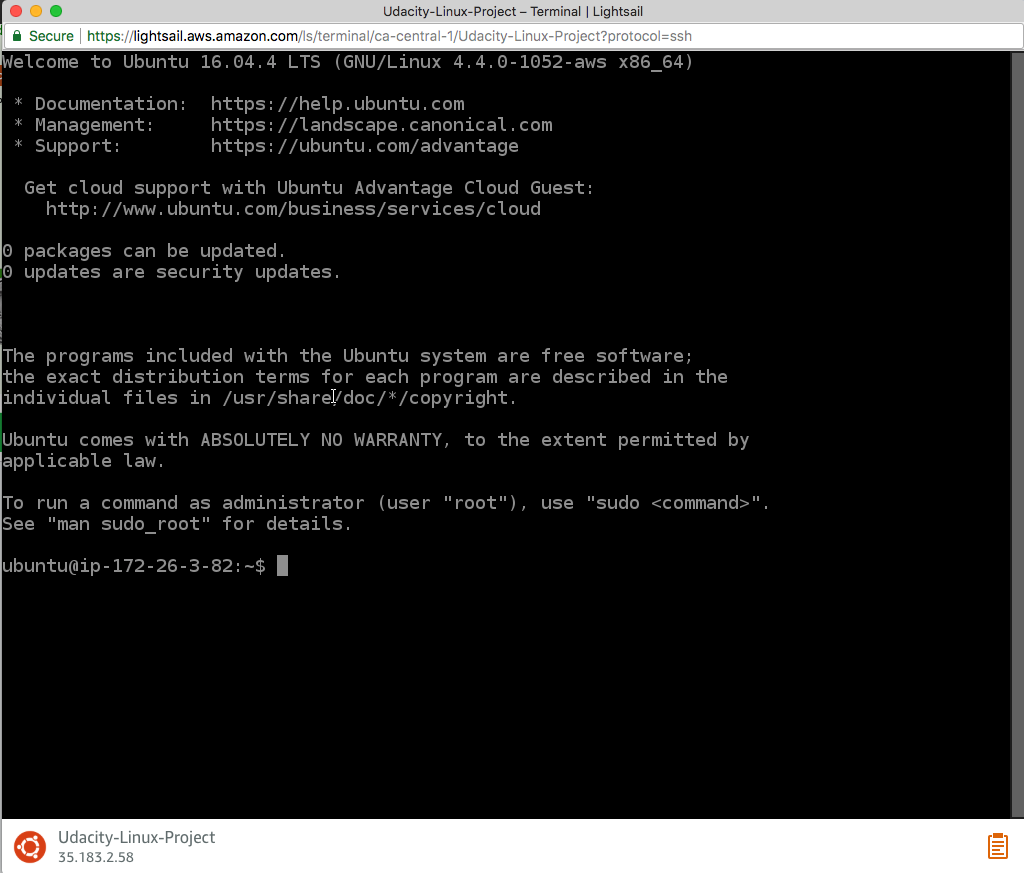 Udacity-Linux-Project – Terminal | Lightsail
Secure | https://lightsail.aws.amazon.com/ls/terminal/ca-central-1/Udacity-Linux-Project?protocol=ssh
Welcome to Ubuntu 16.04.4 LTS (GNU/Linux 4.4.0-1052-aws x86_64)
* Documentation:  https://help.ubuntu.com
* Management:     https://landscape.canonical.com
* Support:        https://ubuntu.com/advantage
Get cloud support with Ubuntu Advantage Cloud Guest:
http://www.ubuntu.com/business/services/cloud
0 packages can be updated.
0 updates are security updates.
The programs included with the Ubuntu system are free software;
the exact distribution terms for each program are described in the
individual files in /usr/share/doc/*/copyright.
Ubuntu comes with ABSOLUTELY NO WARRANTY, to the extent permitted by
applicable law.
To run a command as administrator (user "root"), use "sudo <command>".
See "man sudo_root" for details.
ubuntu@ip-172-26-3-82:~$
Udacity-Linux-Project
35.183.2.58